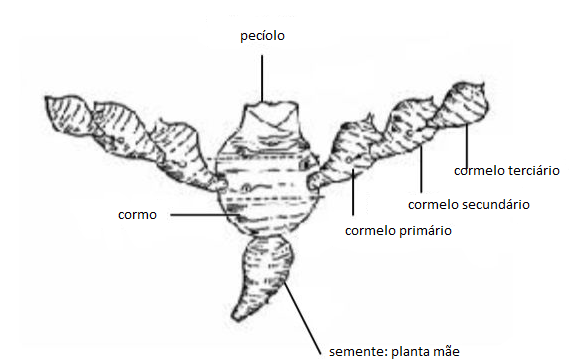 pecíolo
cormelo terciário
cormelo secundário
cormo
cormelo primário
semente: planta mãe